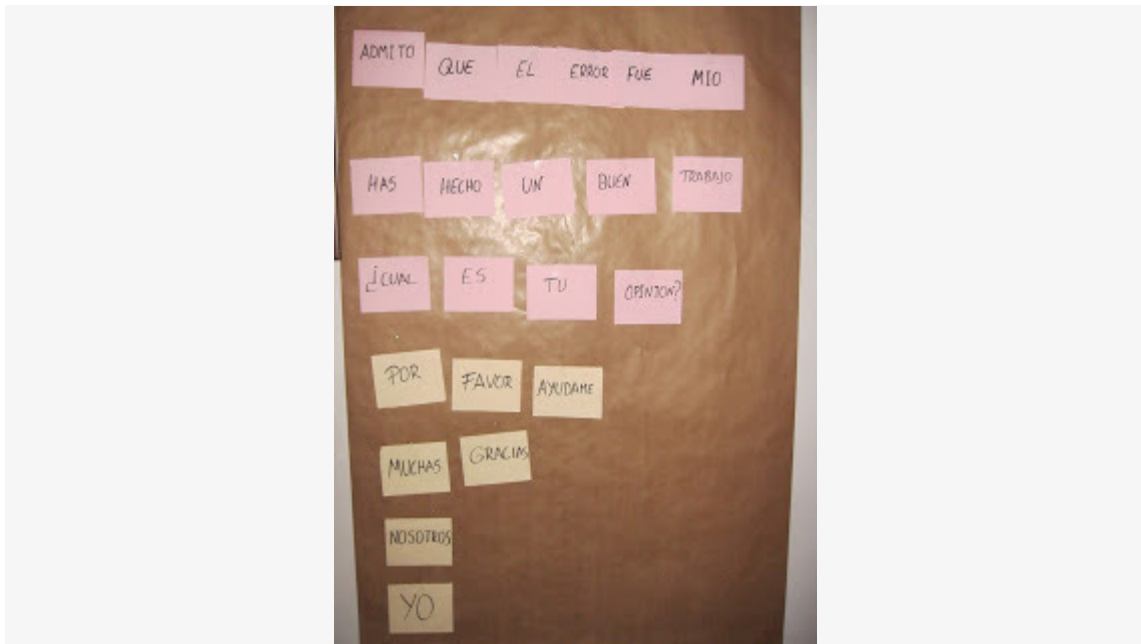 ADMITO QUE EL ERROR FUE MIO
HAS HECHO UN BUEN TRABAJO
¿CUAL ES TU OPINION?
POR FAVOR AYUDAME
MUCHAS GRACIAS
NOSOTROS
YO